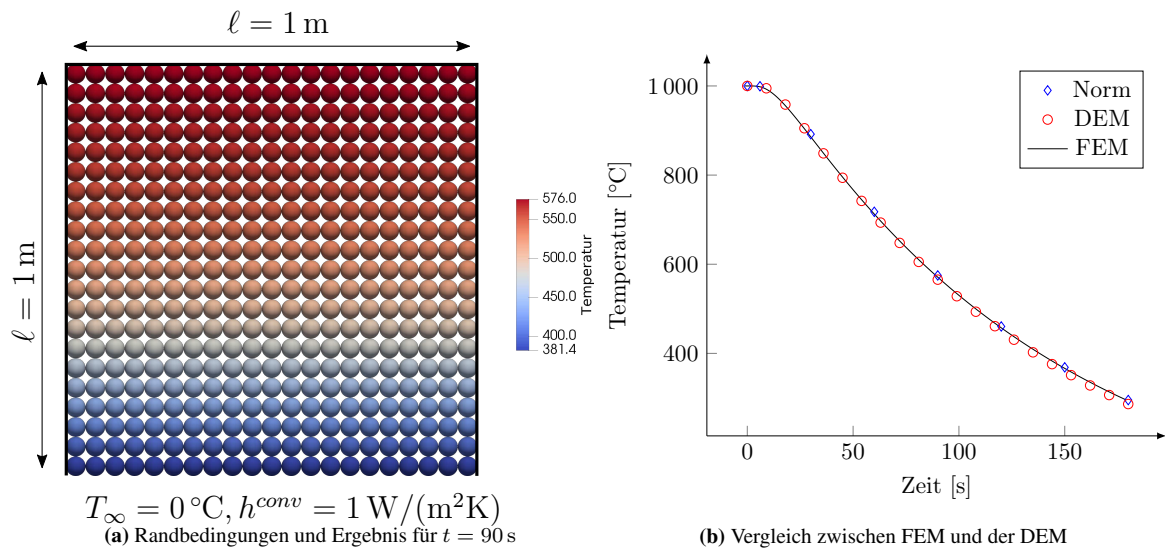 ℓ = 1 m
ℓ = 1 m
576.0
550.0
500.0
450.0
400.0
381.4
Temperatur
T∞ = 0 °C, h^conv = 1 W/(m²K)
(a) Randbedingungen und Ergebnis für t = 90 s
Norm
DEM
FEM
1 000
800
600
400
Temperatur [°C]
0
50
100
150
Zeit [s]
(b) Vergleich zwischen FEM und der DEM